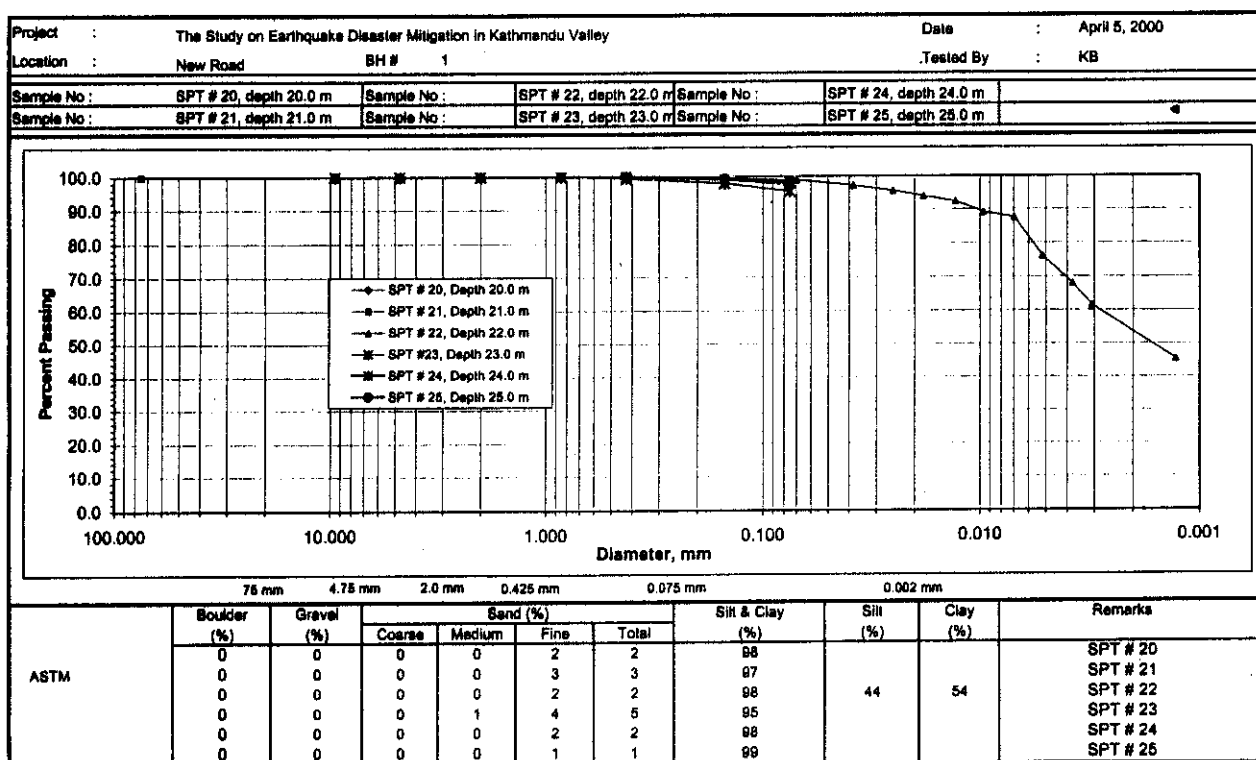 Project : The Study on Earthquake Disaster Mitigation in Kathmandu Valley Date : April 5, 2000
Location : New Road BH # 1 .Tested By : KB
Sample No : SPT # 20, depth 20.0 m Sample No : SPT # 22, depth 22.0 m Sample No : SPT # 24, depth 24.0 m
Sample No : SPT # 21, depth 21.0 m Sample No : SPT # 23, depth 23.0 m Sample No : SPT # 25, depth 25.0 m
Percent Passing
100.0
90.0
80.0
70.0
60.0
50.0
40.0
30.0
20.0
10.0
0.0
SPT # 20, Depth 20.0 m
SPT # 21, Depth 21.0 m
SPT # 22, Depth 22.0 m
SPT #23, Depth 23.0 m
SPT # 24, Depth 24.0 m
SPT # 25, Depth 25.0 m
100.000 10.000 1.000 0.100 0.010 0.001
Diameter, mm
75 mm 4.75 mm 2.0 mm 0.425 mm 0.075 mm 0.002 mm
Boulder Gravel Sand (%) Silt & Clay Silt Clay Remarks
(%) (%) Coarse Medium Fine Total (%) (%) (%)
0 0 0 0 2 2 98 SPT # 20
ASTM 0 0 0 0 3 3 97 SPT # 21
0 0 0 0 2 2 98 44 54 SPT # 22
0 0 0 1 4 5 95 SPT # 23
0 0 0 0 2 2 98 SPT # 24
0 0 0 0 1 1 99 SPT # 25